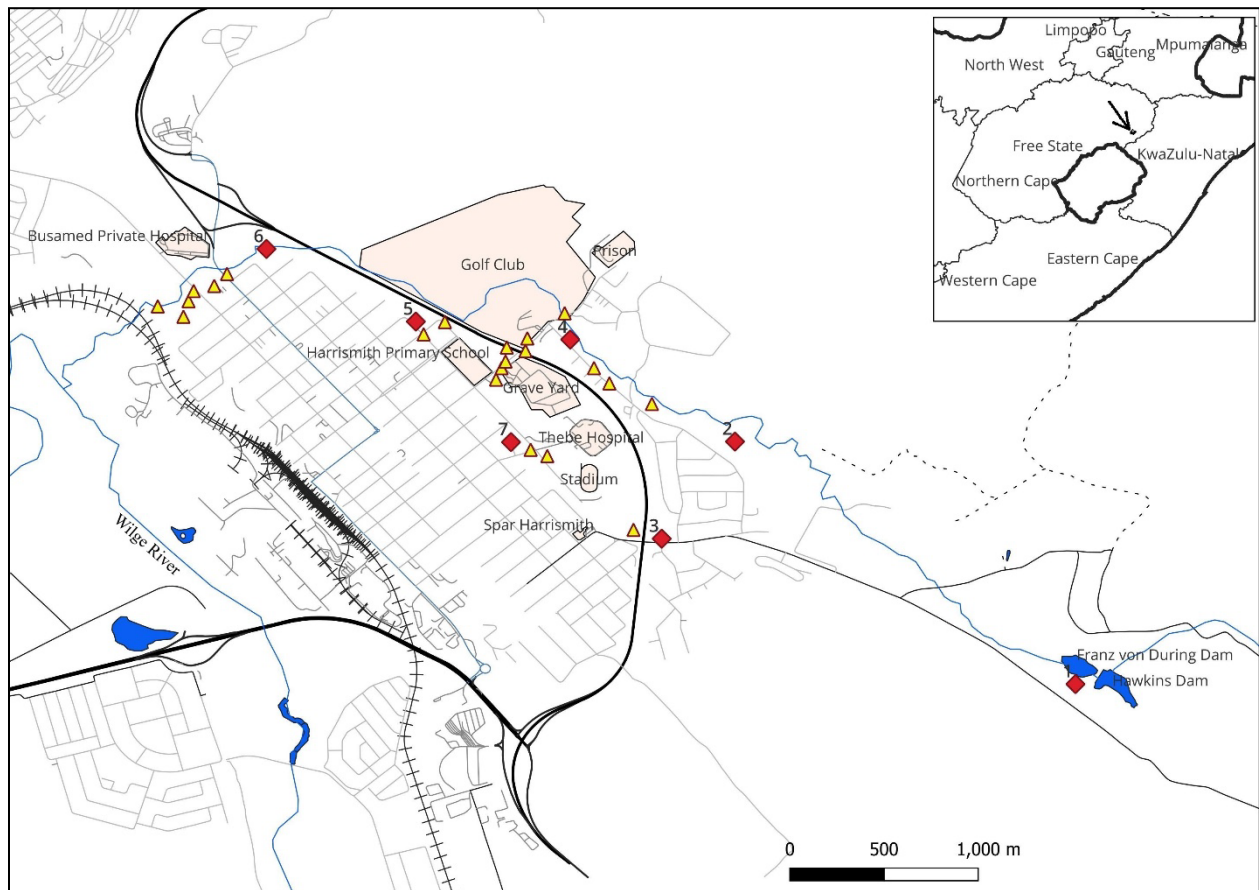 Limpopo
Gauteng
Mpumalanga
North West
Free State
KwaZulu-Natal
Northern Cape
Eastern Cape
Western Cape
Busamed Private Hospital
6
Golf Club
Prison
5
4
Harrismith Primary School
Grave Yard
7
Thebe Hospital
2
Stadium
Spar Harrismith
3
Wilge River
Franz von During Dam
1
Hawkins Dam
0 500 1,000 m